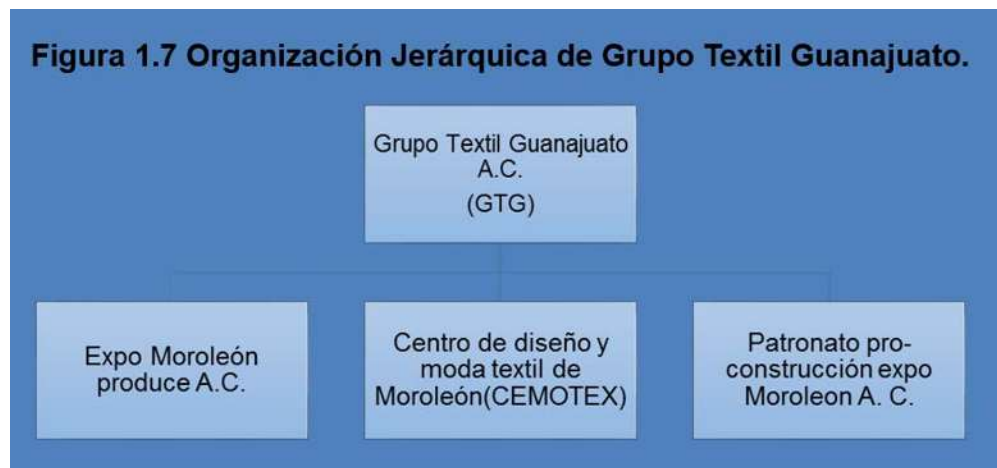 Figura 1.7 Organización Jerárquica de Grupo Textil Guanajuato.
Grupo Textil Guanajuato
A.C.
(GTG)
Expo Moroleón
produce A.C.
Centro de diseño y
moda textil de
Moroleón(CEMOTEX)
Patronato pro-
construcción expo
Moroleon A. C.